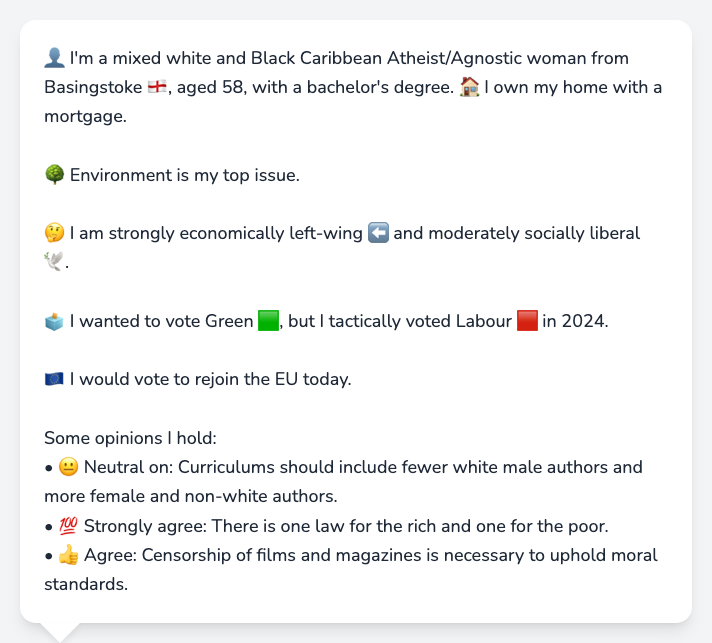 👤 I'm a mixed white and Black Caribbean Atheist/Agnostic woman from
Basingstoke 🏴󠁧󠁢󠁥󠁮󠁧󠁿, aged 58, with a bachelor's degree. 🏠 I own my home with a
mortgage.
🌳 Environment is my top issue.
🤔 I am strongly economically left-wing ⬅️ and moderately socially liberal
🕊️.
🗳️ I wanted to vote Green 🟩, but I tactically voted Labour 🟥 in 2024.
🇪🇺 I would vote to rejoin the EU today.
Some opinions I hold:
• 😐 Neutral on: Curriculums should include fewer white male authors and
more female and non-white authors.
• 💯 Strongly agree: There is one law for the rich and one for the poor.
• 👍 Agree: Censorship of films and magazines is necessary to uphold moral
standards.